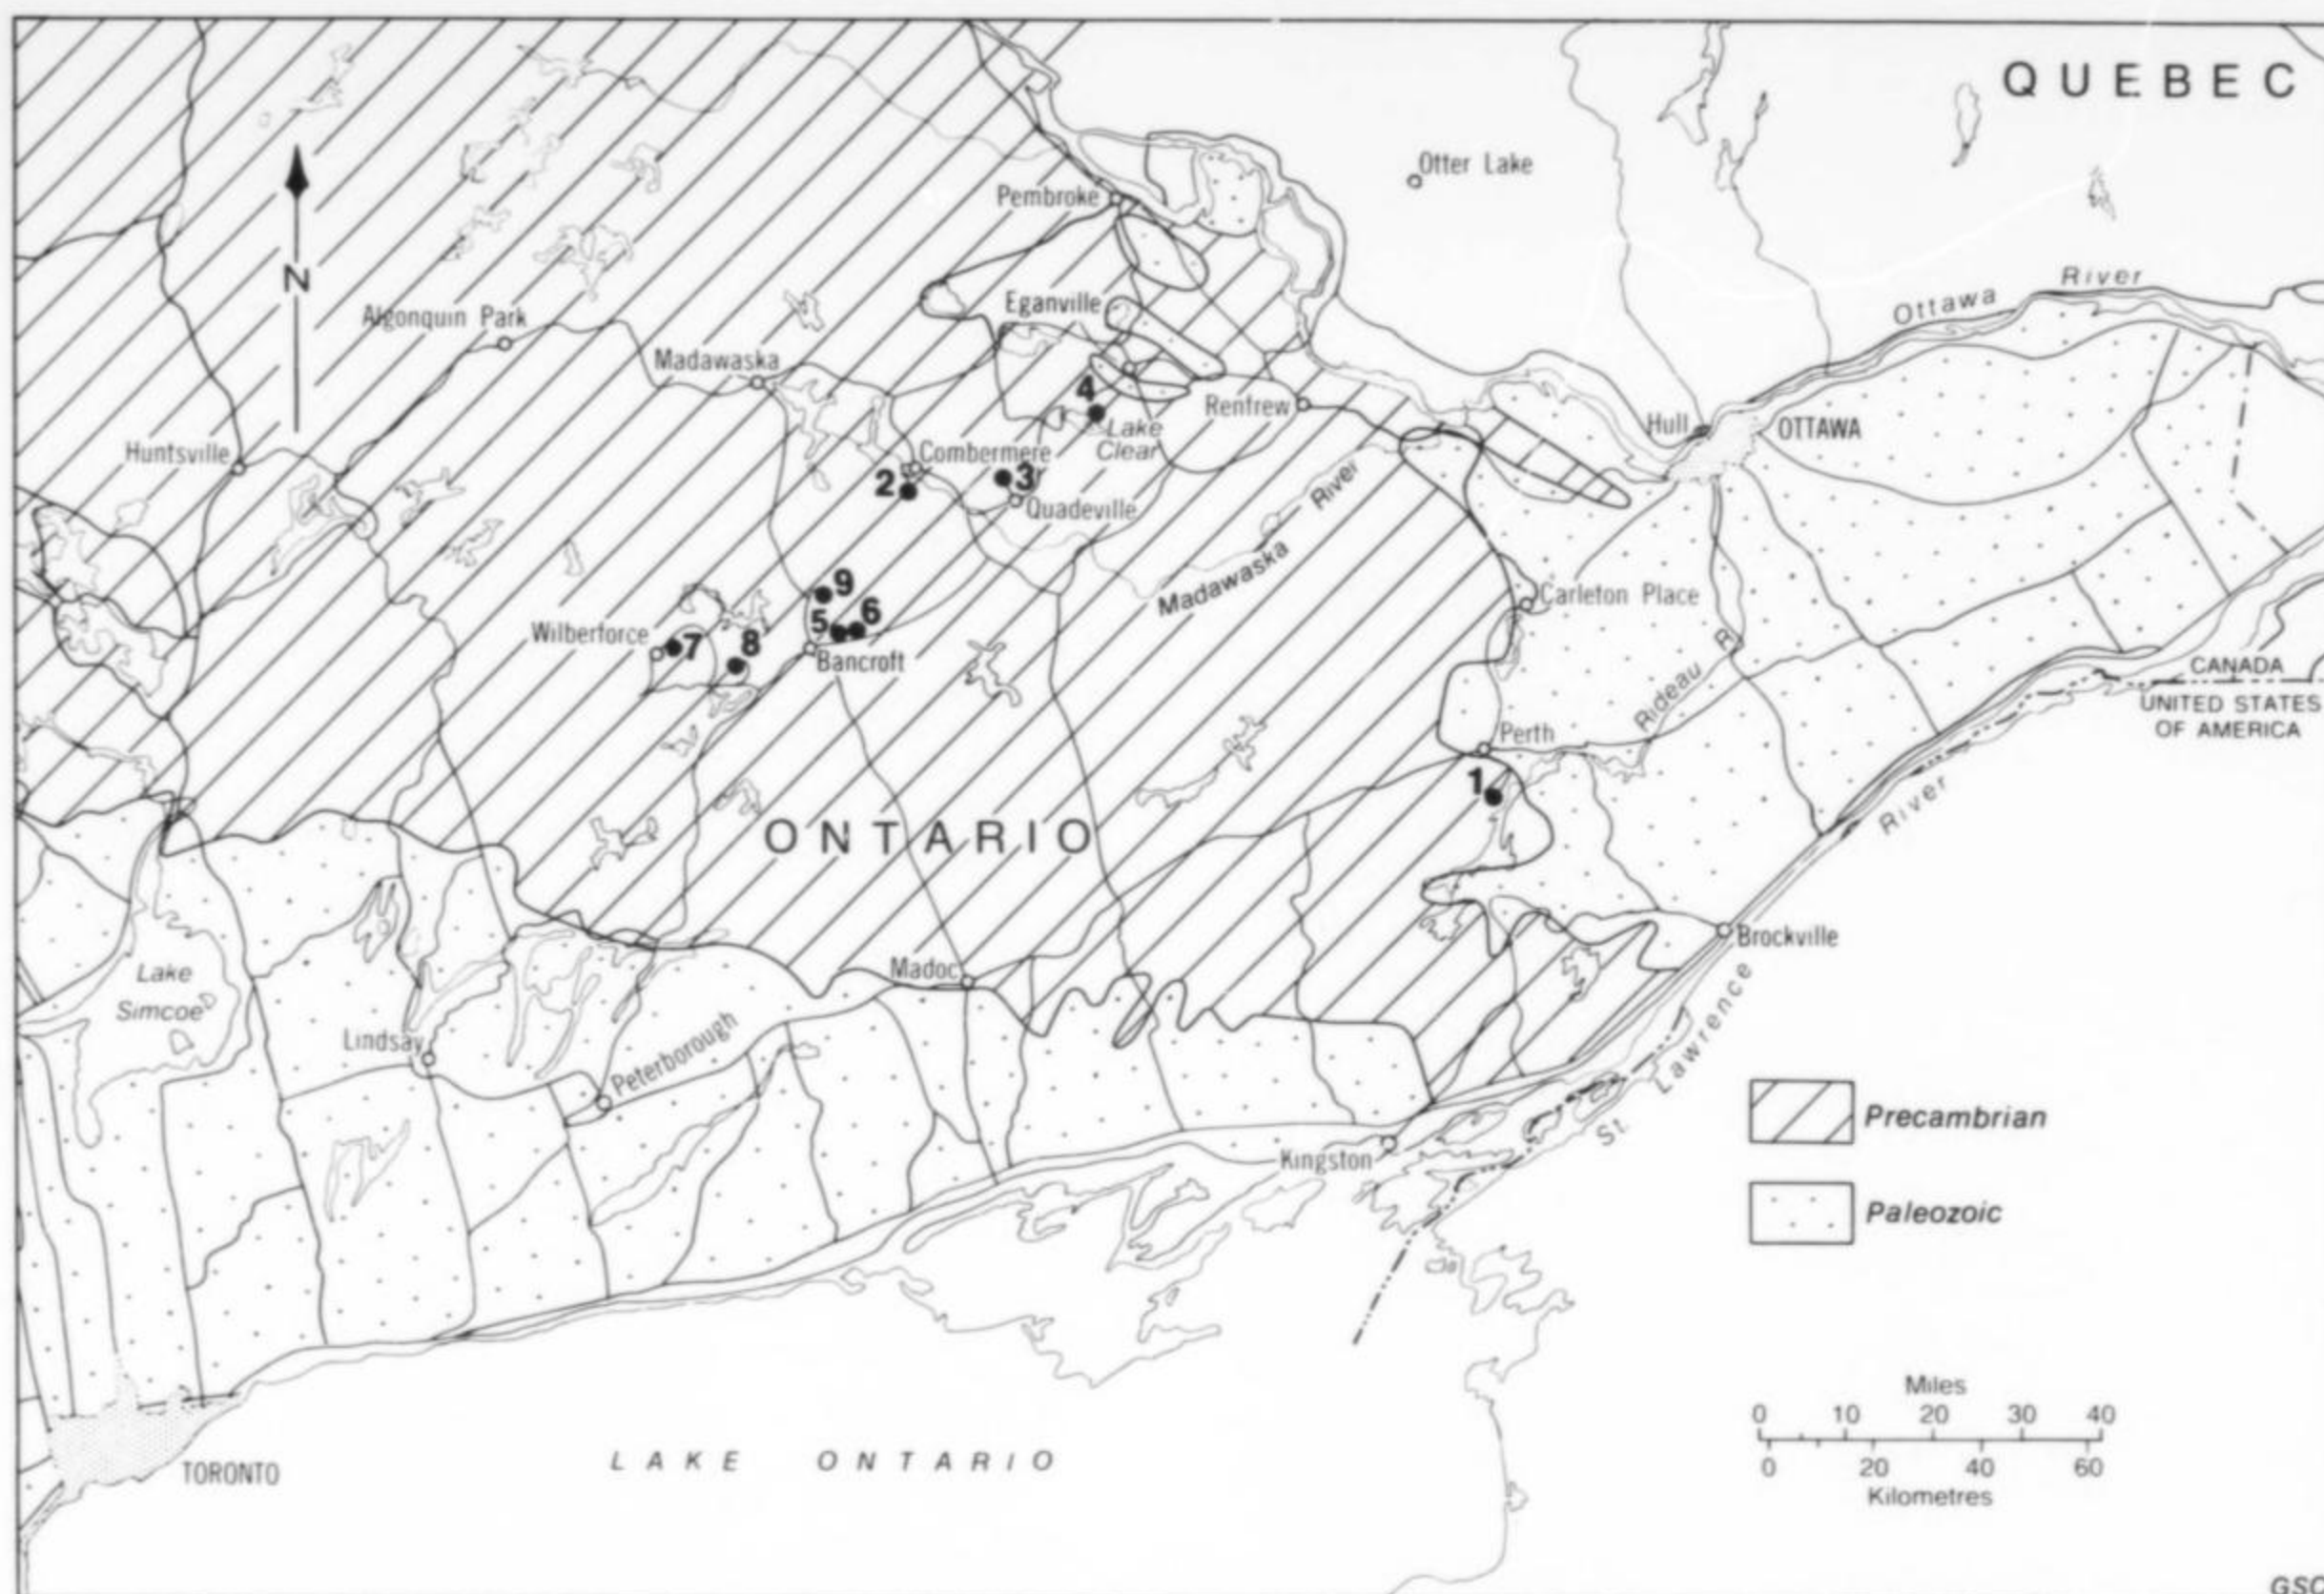 QUEBEC
Otter Lake
Pembroke
River
Ottawa
N
Eganville
Algonquin Park
Madawaska
4
Renfrew
Lake
Clear
Hull
OTTAWA
Huntsville
Combermere
2
3
Quadeville
River
Madawaska
9
5
6
Carleton Place
Wilberforce
7
8
Bancroft
Rideau R
CANADA
UNITED STATES
OF AMERICA
Perth
1
River
ONTARIO
Brockville
Madoc
Lake
Simcoe
Lindsay
Peterborough
St. Lawrence
Precambrian
Kingston
Paleozoic
Miles
0 10 20 30 40
0 20 40 60
Kilometres
LAKE ONTARIO
TORONTO